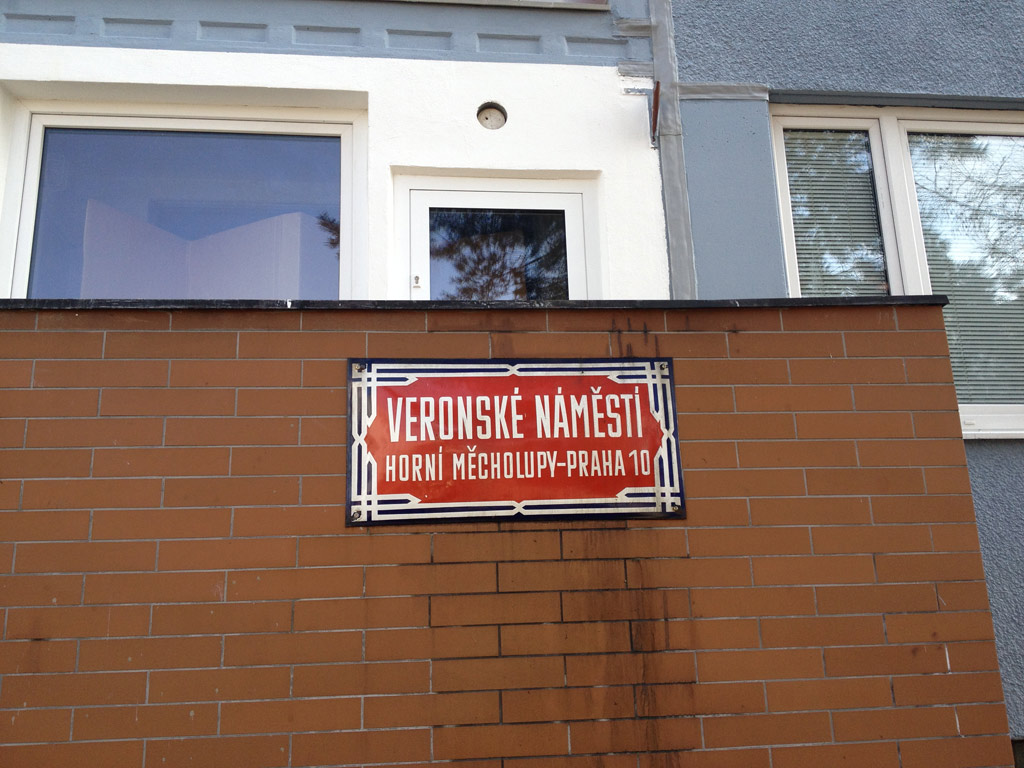 VERONSKÉ NÁMĚSTÍ
HORNÍ MĚCHOLUPY-PRAHA 10